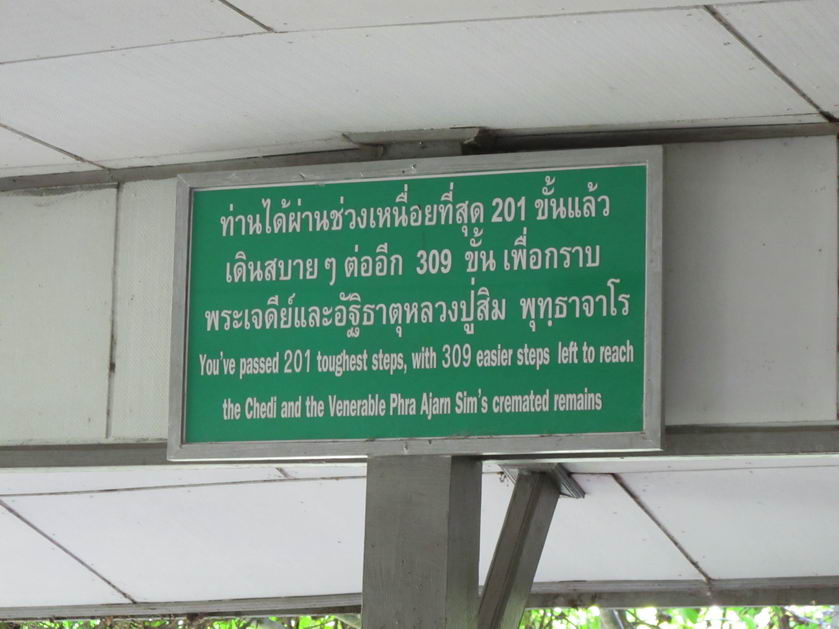 ท่านได้ผ่านช่วงเหนื่อยที่สุด 201 ขั้นแล้ว
เดินสบาย ๆ ต่ออีก 309 ขั้น เพื่อกราบ
พระเจดีย์และอัฐิธาตุหลวงปู่สิม พุทฺธาจาโร
You've passed 201 toughest steps, with 309 easier steps left to reach
the Chedi and the Venerable Phra Ajarn Sim's cremated remains